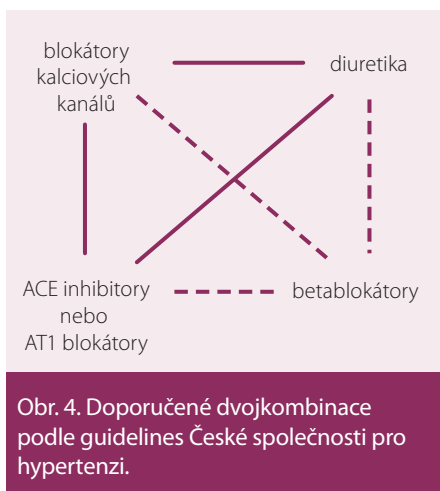 blokátory
kalciových
kanálů
diuretika
ACE inhibitory
nebo
AT1 blokátory
betablokátory
Obr. 4. Doporučené dvojkombinace
podle guidelines České společnosti pro
hypertenzi.